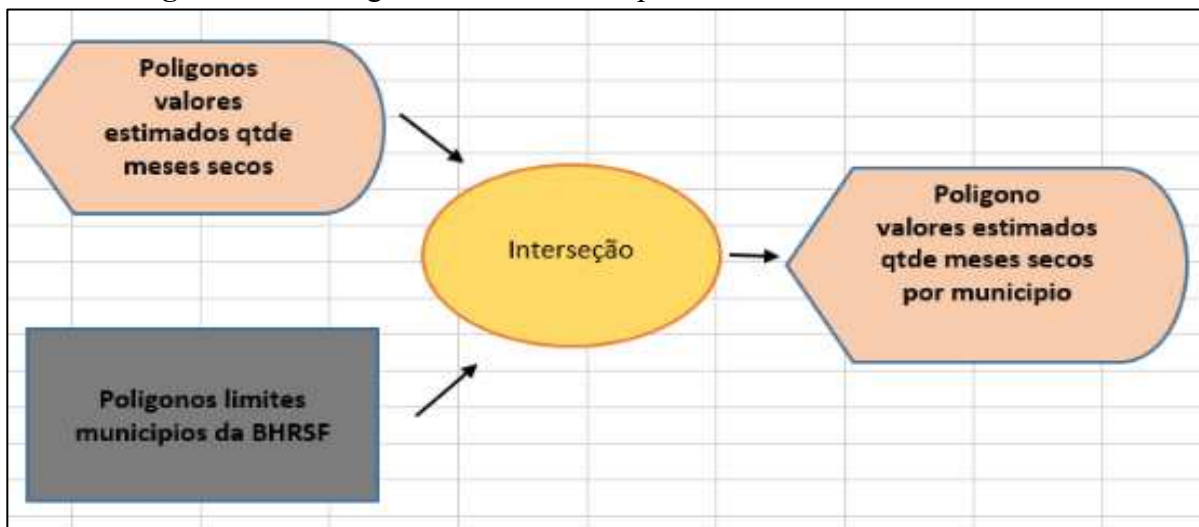 Poligonos
valores
estimados qtde
meses secos
Interseção
Poligono
valores estimados
qtde meses secos
por municipio
Poligonos limites
municipios da BHRSF